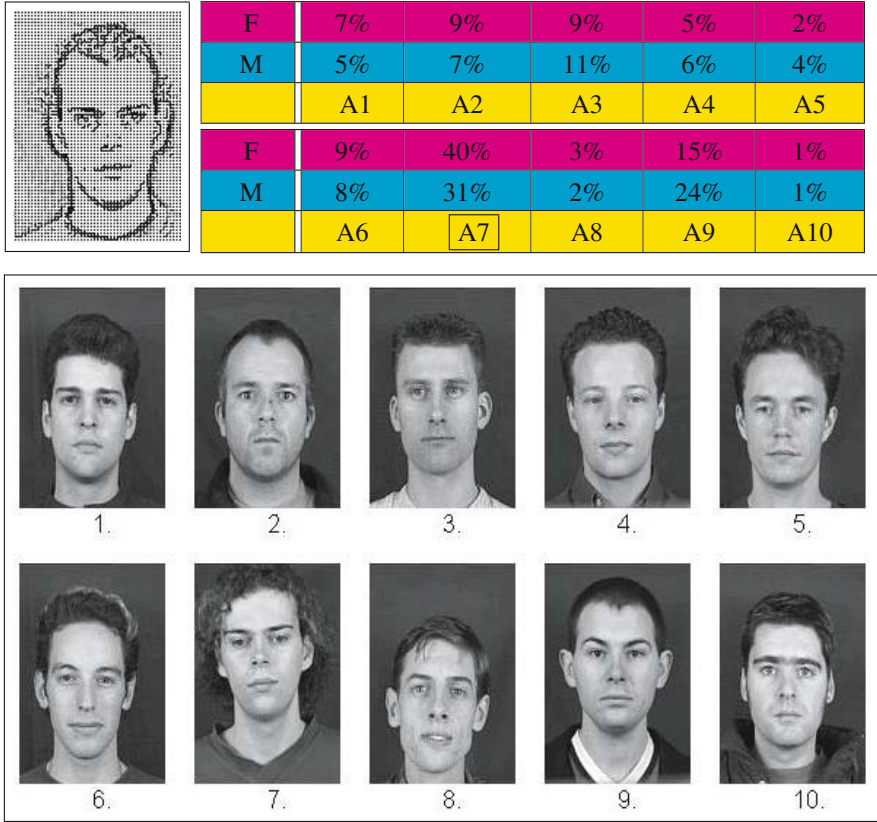 F 7% 9% 9% 5% 2%
M 5% 7% 11% 6% 4%
A1 A2 A3 A4 A5
F 9% 40% 3% 15% 1%
M 8% 31% 2% 24% 1%
A6 A7 A8 A9 A10
1. 2. 3. 4. 5.
6. 7. 8. 9. 10.